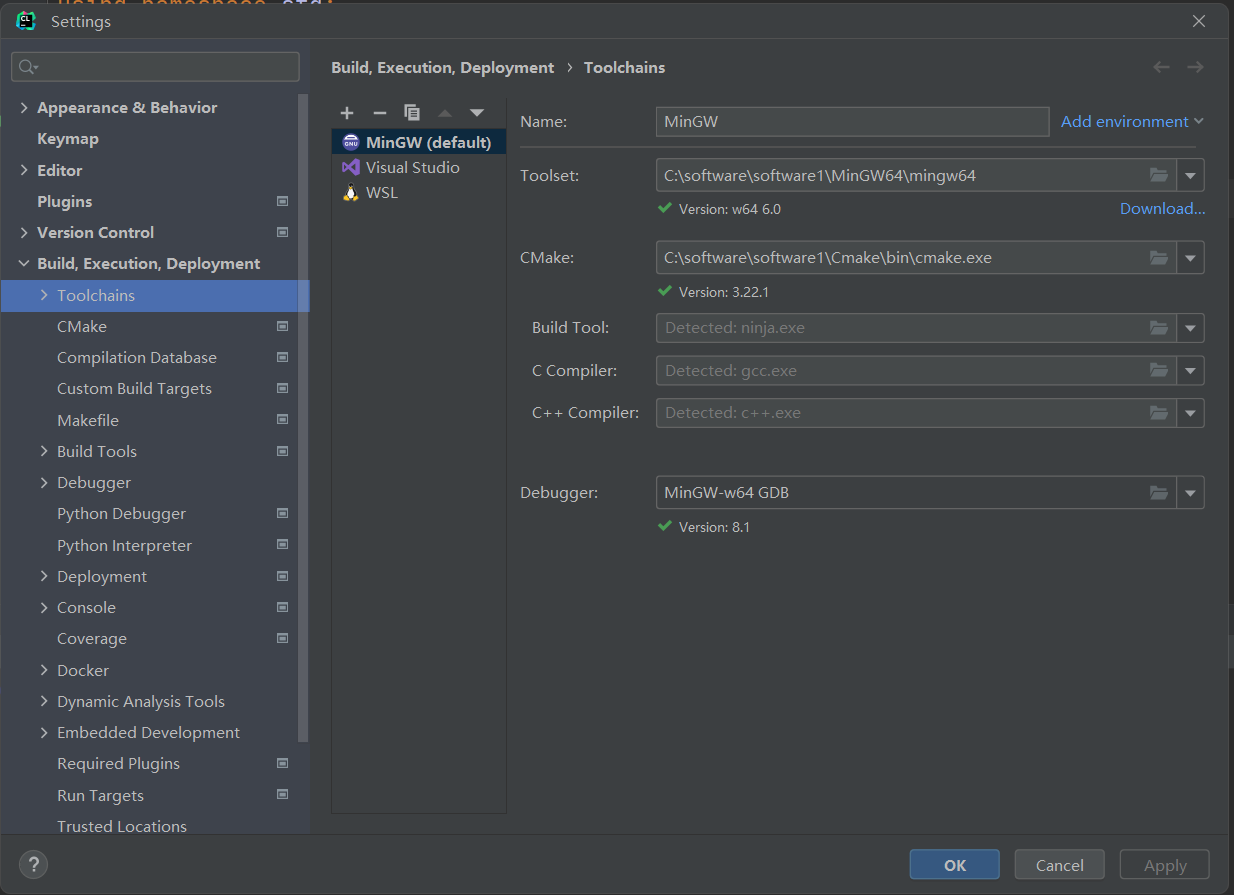 using namespace std;
CL
Settings
Build, Execution, Deployment › Toolchains
Appearance & Behavior
Keymap
Editor
Plugins
Version Control
Build, Execution, Deployment
Toolchains
CMake
Compilation Database
Custom Build Targets
Makefile
Build Tools
Debugger
Python Debugger
Python Interpreter
Deployment
Console
Coverage
Docker
Dynamic Analysis Tools
Embedded Development
Required Plugins
Run Targets
Trusted Locations
GNU
MinGW (default)
Visual Studio
WSL
Name: MinGW Add environment
Toolset: C:\software\software1\MinGW64\mingw64
Version: w64 6.0 Download...
CMake: C:\software\software1\Cmake\bin\cmake.exe
Version: 3.22.1
Build Tool: Detected: ninja.exe
C Compiler: Detected: gcc.exe
C++ Compiler: Detected: c++.exe
Debugger: MinGW-w64 GDB
Version: 8.1
?
OK Cancel Apply